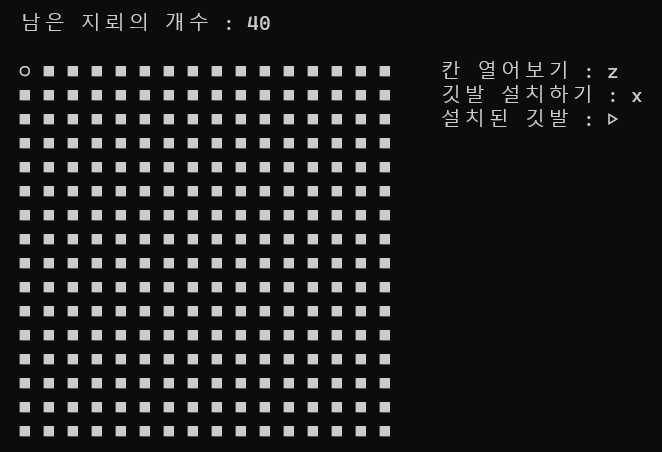 남은 지뢰의 개수 : 40
칸 열어보기 : z
깃발 설치하기 : x
설치된 깃발 : ▷